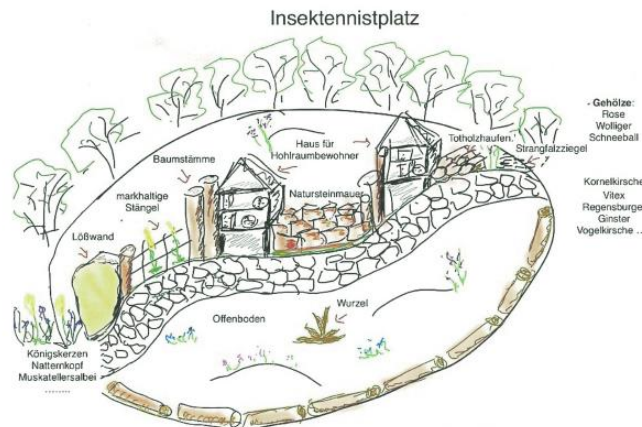 Insektennistplatz
- Gehölze:
Rose
Wolliger
Schneeball
Kornelkirsche
Vitex
Regensburger
Ginster
Vogelkirsche ...
Haus für
Hohlraumbewohner
Totholzhaufen
Strangfalzziegel
Baumstämme
Natursteinmauer
markhaltige
Stängel
Lößwand
Wurzel
Offenboden
Königskerzen
Natternkopf
Muskatellersalbei
.........